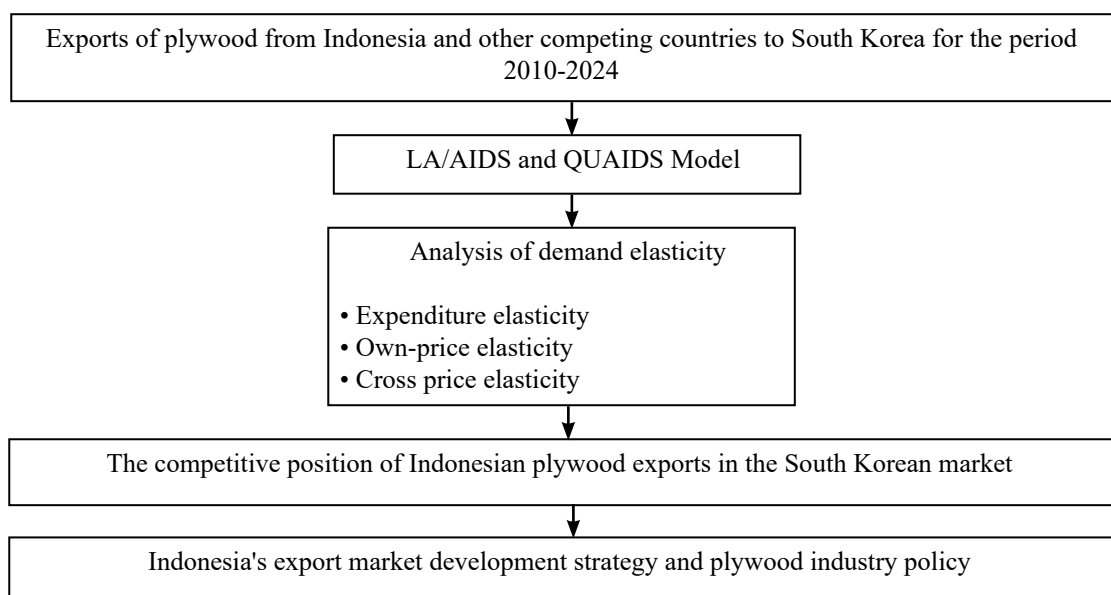 Exports of plywood from Indonesia and other competing countries to South Korea for the period
2010-2024
LA/AIDS and QUAIDS Model
Analysis of demand elasticity
• Expenditure elasticity
• Own-price elasticity
• Cross price elasticity
The competitive position of Indonesian plywood exports in the South Korean market
Indonesia's export market development strategy and plywood industry policy